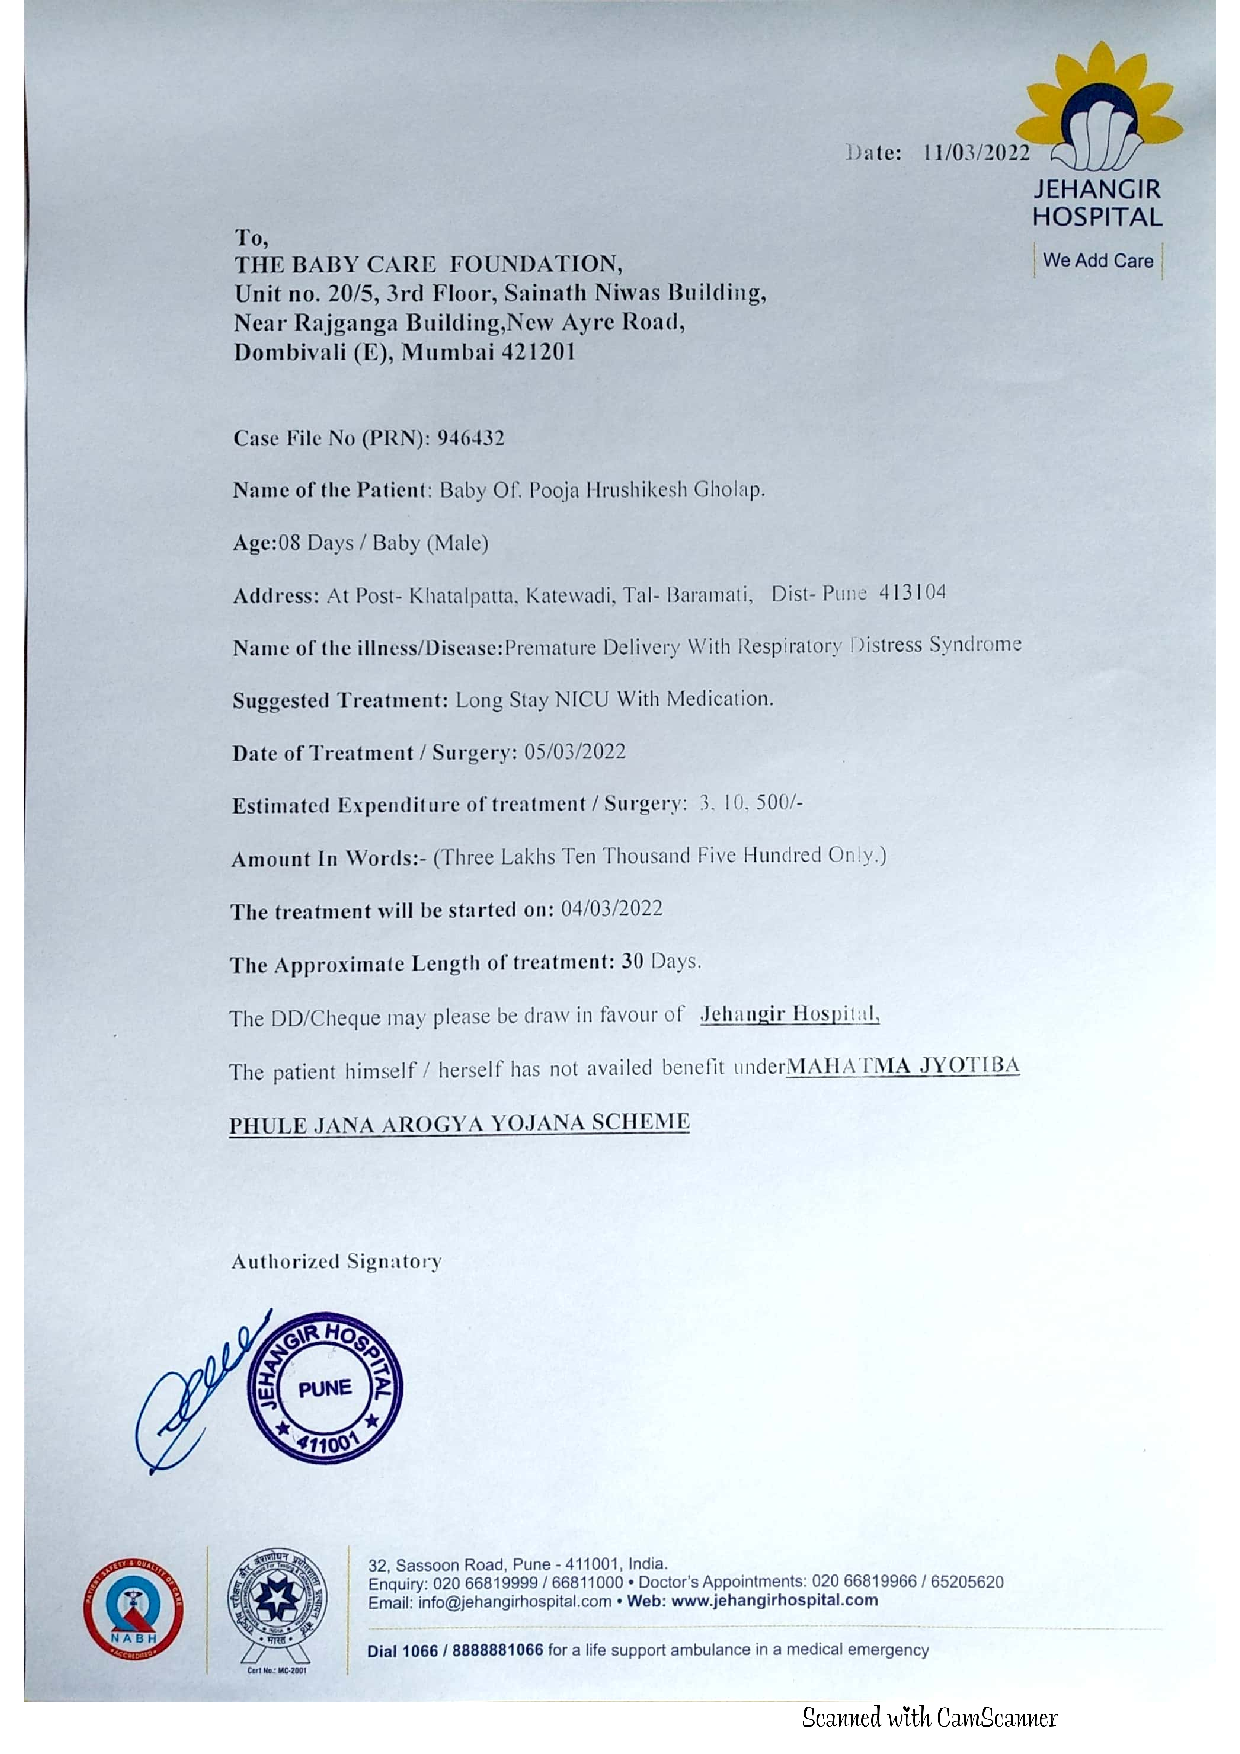 Date: 11/03/2022
JEHANGIR
HOSPITAL
We Add Care
To,
THE BABY CARE FOUNDATION,
Unit no. 20/5, 3rd Floor, Sainath Niwas Building,
Near Rajganga Building,New Ayre Road,
Dombivali (E), Mumbai 421201
Case File No (PRN): 946432
Name of the Patient: Baby Of. Pooja Hrushikesh Gholap.
Age:08 Days / Baby (Male)
Address: At Post- Khatalpatta, Katewadi, Tal- Baramati, Dist- Pune 413104
Name of the illness/Disease:Premature Delivery With Respiratory Distress Syndrome
Suggested Treatment: Long Stay NICU With Medication.
Date of Treatment / Surgery: 05/03/2022
Estimated Expenditure of treatment / Surgery: 3, 10, 500/-
Amount In Words:- (Three Lakhs Ten Thousand Five Hundred Only.)
The treatment will be started on: 04/03/2022
The Approximate Length of treatment: 30 Days.
The DD/Cheque may please be draw in favour of Jehangir Hospital,
The patient himself / herself has not availed benefit underMAHATMA JYOTIBA
PHULE JANA AROGYA YOJANA SCHEME
Authorized Signatory
JEHANGIR HOSPITAL
PUNE
411001
PATIENT SAFETY & QUALITY OF CARE
NABH
ACCREDITED
भारत
Cert No.: MC-2001
32, Sassoon Road, Pune - 411001, India.
Enquiry: 020 66819999 / 66811000 • Doctor's Appointments: 020 66819966 / 65205620
Email: info@jehangirhospital.com • Web: www.jehangirhospital.com
Dial 1066 / 8888881066 for a life support ambulance in a medical emergency
Scanned with CamScanner